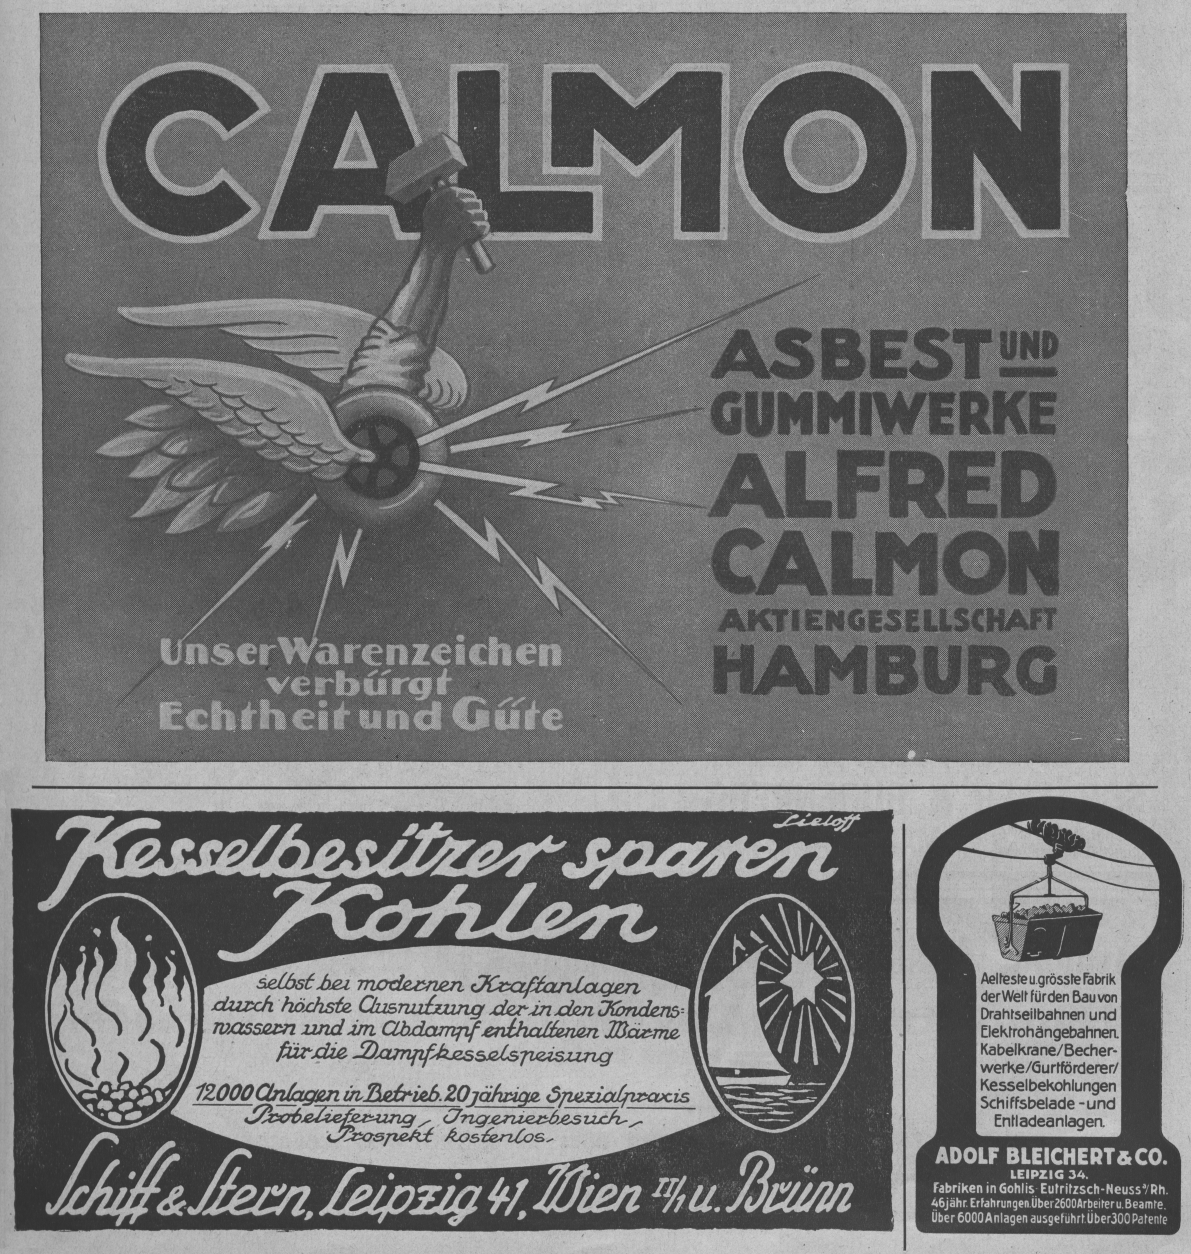 CALMON
ASBEST UND
GUMMIWERKE
ALFRED
CALMON
AKTIENGESELLSCHAFT
HAMBURG
Unser Warenzeichen
verbürgt
Echtheit und Güte
Lieloff
Kesselbesitzer sparen
Kohlen
selbst bei modernen Kraftanlagen
durch höchste Ausnutzung der in den Kondens=
wassern und im Abdampf enthaltenen Wärme
für die Dampfkesselspeisung
12000 Anlagen in Betrieb. 20 jährige Spezialpraxis
Probelieferung, Ingenierbesuch,
Prospekt kostenlos.
Schiff & Stern, Leipzig 41, Wien II/1 u. Brünn
Aelteste u. grösste Fabrik
der Welt für den Bau von
Drahtseilbahnen und
Elektrohängebahnen.
Kabelkrane/Becher-
werke/Gurtförderer/
Kesselbekohlungen
Schiffsbelade-und
Entladeanlagen.
ADOLF BLEICHERT & CO.
LEIPZIG 34.
Fabriken in Gohlis Eutritzsch-Neuss a/Rh.
46jähr. Erfahrungen. Über 2600 Arbeiter u. Beamte.
Über 6000 Anlagen ausgeführt. Über 300 Patente